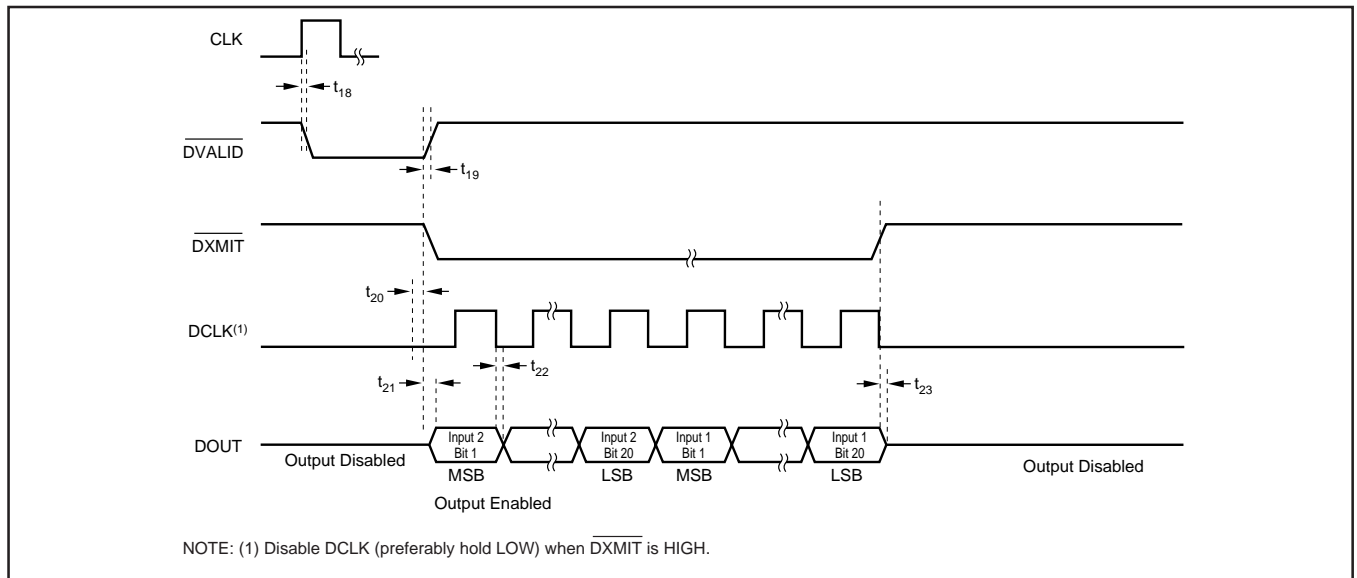 CLK
t18
DVALID
t19
DXMIT
t20
DCLK(1)
t21
t22
t23
DOUT
Output Disabled
Input 2
Bit 1
Input 2
Bit 20
Input 1
Bit 1
Input 1
Bit 20
MSB
LSB
MSB
LSB
Output Disabled
Output Enabled
NOTE: (1) Disable DCLK (preferably hold LOW) when DXMIT is HIGH.